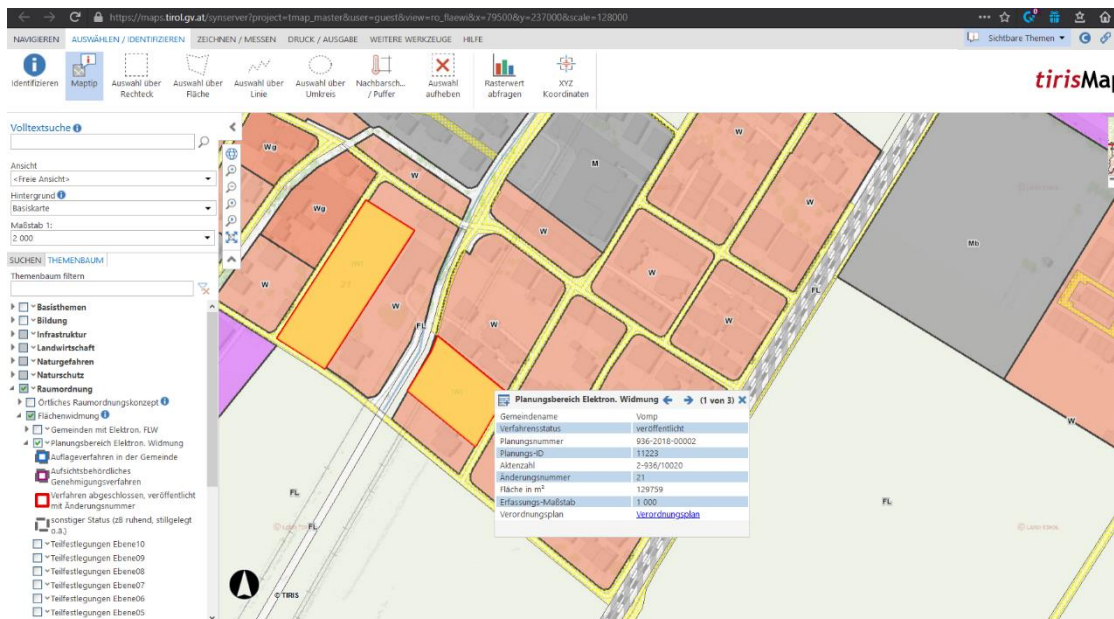 https://maps.tirol.gv.at/synserver?project=tmap_master&user=guest&view=ro_flaewi&x=79500&y=237000&scale=128000
NAVIGIEREN AUSWÄHLEN / IDENTIFIZIEREN ZEICHNEN / MESSEN DRUCK / AUSGABE WEITERE WERKZEUGE HILFE
Sichtbare Themen
Identifizieren
Maptip
Auswahl über Rechteck
Auswahl über Fläche
Auswahl über Linie
Auswahl über Umkreis
Nachbarsch... / Puffer
Auswahl aufheben
Rasterwert abfragen
XYZ Koordinaten
tirisMap
Volltextsuche
Ansicht
<Freie Ansicht>
Hintergrund
Basiskarte
Maßstab 1:
2 000
SUCHEN THEMENBAUM
Themenbaum filtern
Basisthemen
Bildung
Infrastruktur
Landwirtschaft
Naturgefahren
Naturschutz
Raumordnung
Örtliches Raumordnungskonzept
Flächenwidmung
Gemeinden mit Elektron. FLW
Planungsbereich Elektron. Widmung
Auflageverfahren in der Gemeinde
Aufsichtsbehördliches
Genehmigungsverfahren
Verfahren abgeschlossen, veröffentlicht
mit Änderungsnummer
sonstiger Status (zB ruhend, stillgelegt
o.ä.)
Teilfestlegungen Ebene10
Teilfestlegungen Ebene09
Teilfestlegungen Ebene08
Teilfestlegungen Ebene07
Teilfestlegungen Ebene06
Teilfestlegungen Ebene05
Wg
W
W
M
W
Wg
W
W
Mb
W
W
FL
W
FL
W
W
W
FL
FL
FL
© TIRIS
Planungsbereich Elektron. Widmung (1 von 3)
Gemeindename Vomp
Verfahrensstatus veröffentlicht
Planungsnummer 936-2018-00002
Planungs-ID 11223
Aktenzahl 2-936/10020
Änderungsnummer 21
Fläche in m² 129759
Erfassungs-Maßstab 1 000
Verordnungsplan Verordnungsplan